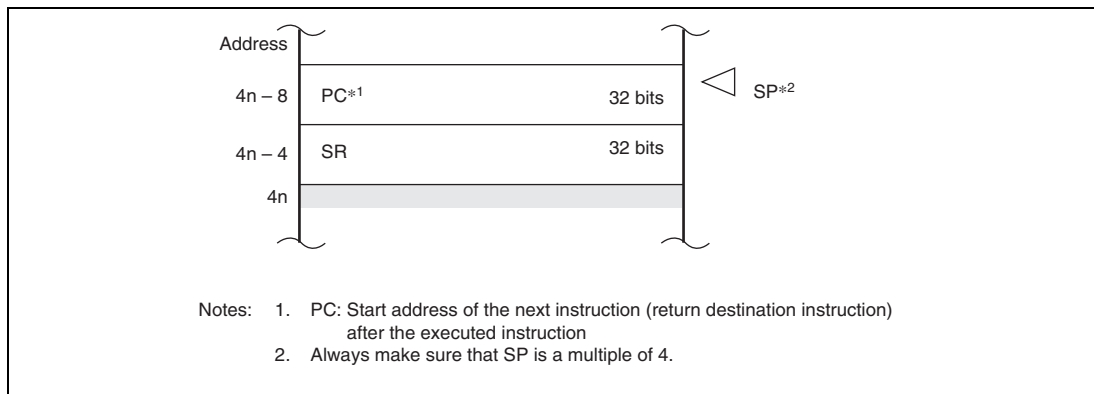 Address
4n – 8 PC*1 32 bits SP*2
4n – 4 SR 32 bits
4n
Notes: 1. PC: Start address of the next instruction (return destination instruction)
after the executed instruction
2. Always make sure that SP is a multiple of 4.